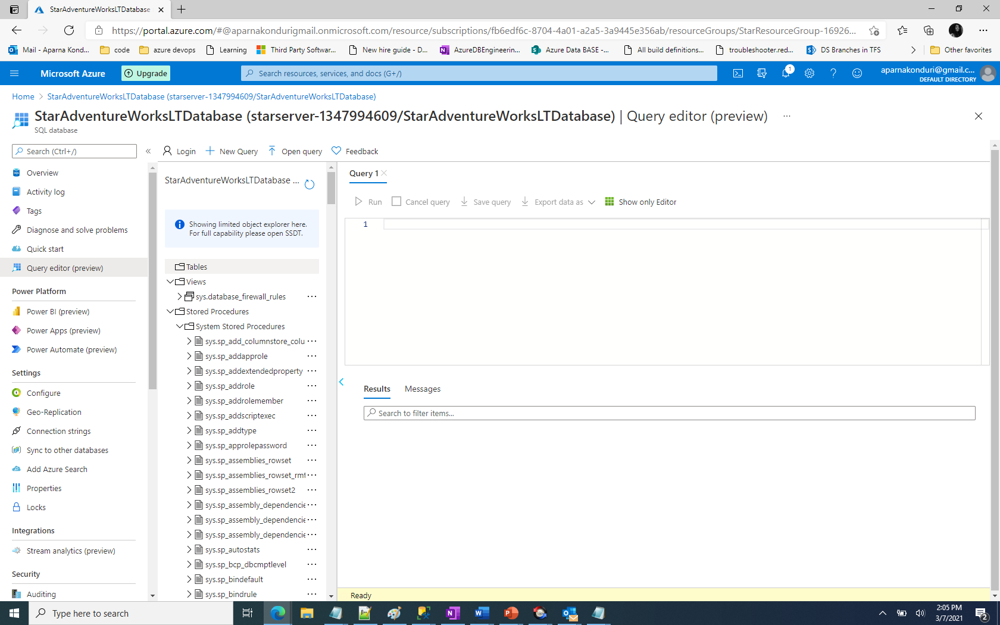 StarAdventureWorksLTDatabase
https://portal.azure.com/#@aparnakondurigmail.onmicrosoft.com/resource/subscriptions/fb6edf6c-8704-4a01-a2a5-3a9445e356ab/resourceGroups/StarResourceGroup-16926...
Mail - Aparna Kond... code azure devops Learning Third Party Softwar... New hire guide - D... AzureDBEngineerin... Azure Data BASE -... All build definitions... troubleshooter.red... DS Branches in TFS Other favorites
Microsoft Azure Upgrade Search resources, services, and docs (G+/) 1 aparnakonduri@gmail.c...
DEFAULT DIRECTORY
Home > StarAdventureWorksLTDatabase (starserver-1347994609/StarAdventureWorksLTDatabase)
StarAdventureWorksLTDatabase (starserver-1347994609/StarAdventureWorksLTDatabase) | Query editor (preview) ...
SQL database
Search (Ctrl+/)
Overview
Activity log
Tags
Diagnose and solve problems
Quick start
Query editor (preview)
Power Platform
Power BI (preview)
Power Apps (preview)
Power Automate (preview)
Settings
Configure
Geo-Replication
Connection strings
Sync to other databases
Add Azure Search
Properties
Locks
Integrations
Stream analytics (preview)
Security
Auditing
Login New Query Open query Feedback
StarAdventureWorksLTDatabase ...
Showing limited object explorer here.
For full capability please open SSDT.
Tables
Views
sys.database_firewall_rules ...
Stored Procedures
System Stored Procedures
sys.sp_add_columnstore_colu ...
sys.sp_addapprole ...
sys.sp_addextendedproperty ...
sys.sp_addrole ...
sys.sp_addrolemember ...
sys.sp_addscriptexec ...
sys.sp_addtype ...
sys.sp_approlepassword ...
sys.sp_assemblies_rowset ...
sys.sp_assemblies_rowset_rmt ...
sys.sp_assemblies_rowset2 ...
sys.sp_assembly_dependencie ...
sys.sp_assembly_dependencie ...
sys.sp_assembly_dependencie ...
sys.sp_autostats ...
sys.sp_bcp_dbcmptlevel ...
sys.sp_bindefault ...
sys.sp_bindrule ...
Query 1
Run Cancel query Save query Export data as Show only Editor
1
Results Messages
Search to filter items...
Ready
Type here to search
2:05 PM
3/7/2021
2